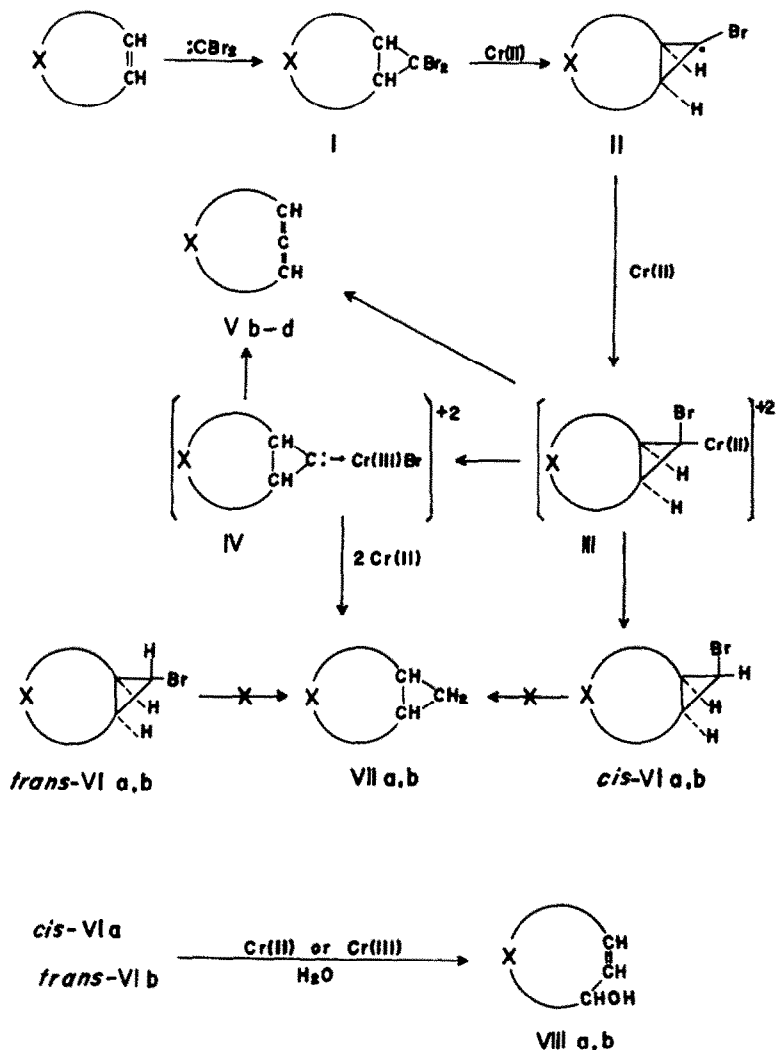 X CH CH :CBr₂ X CH CH CBr₂ Cr(II) X Br H H
I II
X CH C CH Cr(II)
V b-d
[X CH CH C: → Cr(III)Br]+2 [X Br Cr(II) H H]+2
IV III
2 Cr(II)
X H Br H H X X CH CH CH₂ X X Br H H H
trans-VI a,b VII a,b cis-VI a,b
cis-VI a
trans-VI b
Cr(II) or Cr(III)
H₂O
X CH CH CHOH
VIII a,b